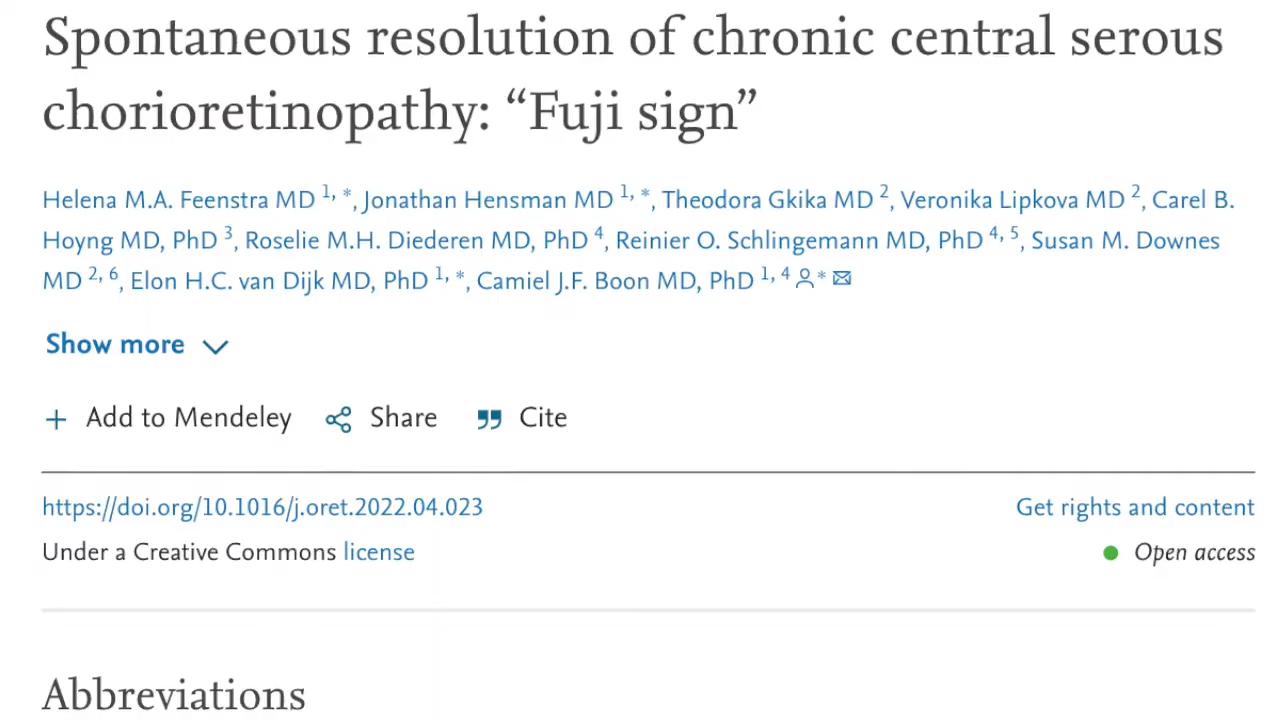 Spontaneous resolution of chronic central serous
chorioretinopathy: “Fuji sign”
Helena M.A. Feenstra MD 1, *, Jonathan Hensman MD 1, *, Theodora Gkika MD 2, Veronika Lipkova MD 2, Carel B.
Hoyng MD, PhD 3, Roselie M.H. Diederen MD, PhD 4, Reinier O. Schlingemann MD, PhD 4, 5, Susan M. Downes
MD 2, 6, Elon H.C. van Dijk MD, PhD 1, *, Camiel J.F. Boon MD, PhD 1, 4 *
Show more
+ Add to Mendeley Share Cite
https://doi.org/10.1016/j.oret.2022.04.023 Get rights and content
Under a Creative Commons license Open access
Abbreviations